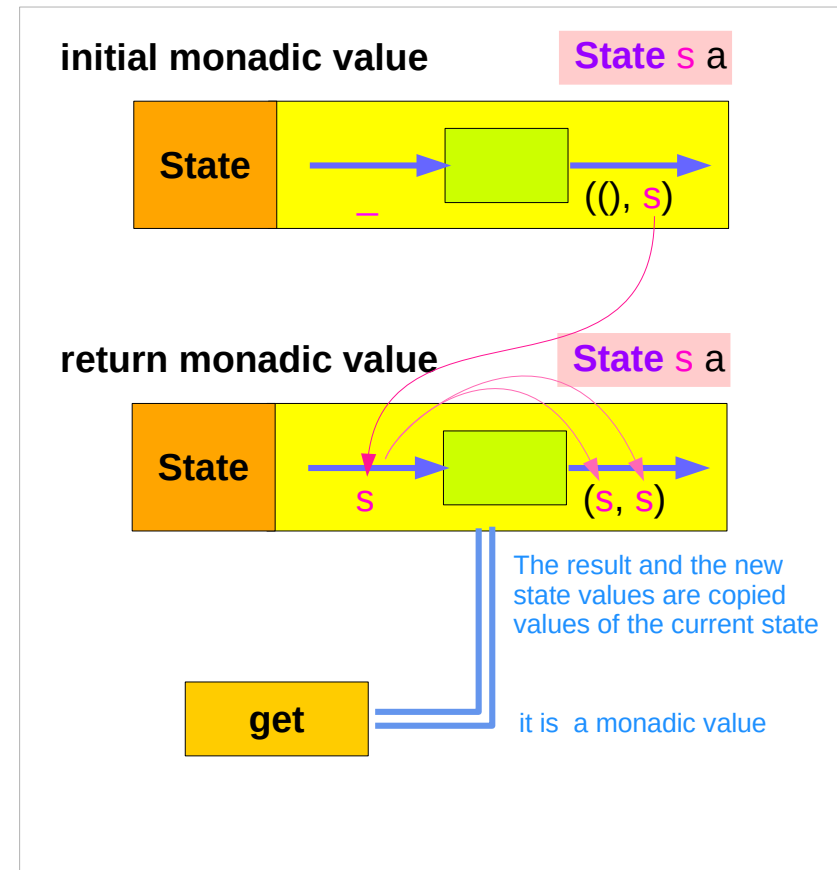 initial monadic value State s a
State
_
((), s)
return monadic value State s a
State
s
(s, s)
The result and the new
state values are copied
values of the current state
get
it is a monadic value